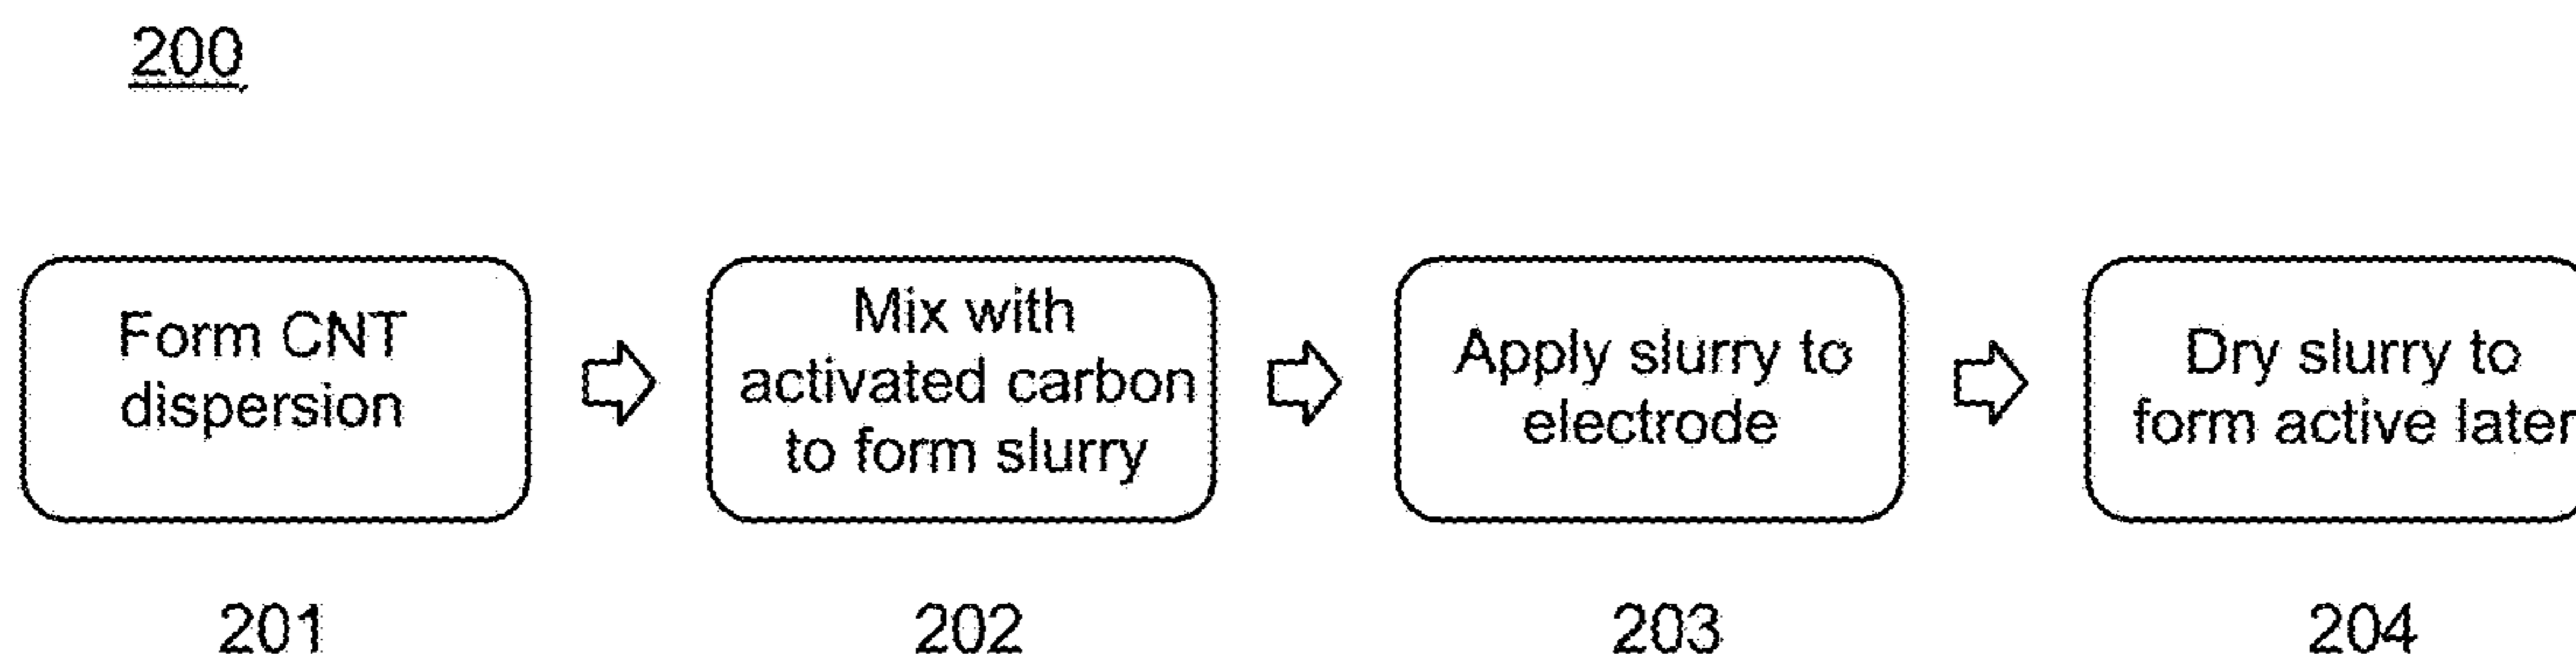 200
Form CNT
dispersion
Mix with
activated carbon
to form slurry
Apply slurry to
electrode
Dry slurry to
form active later
201
202
203
204